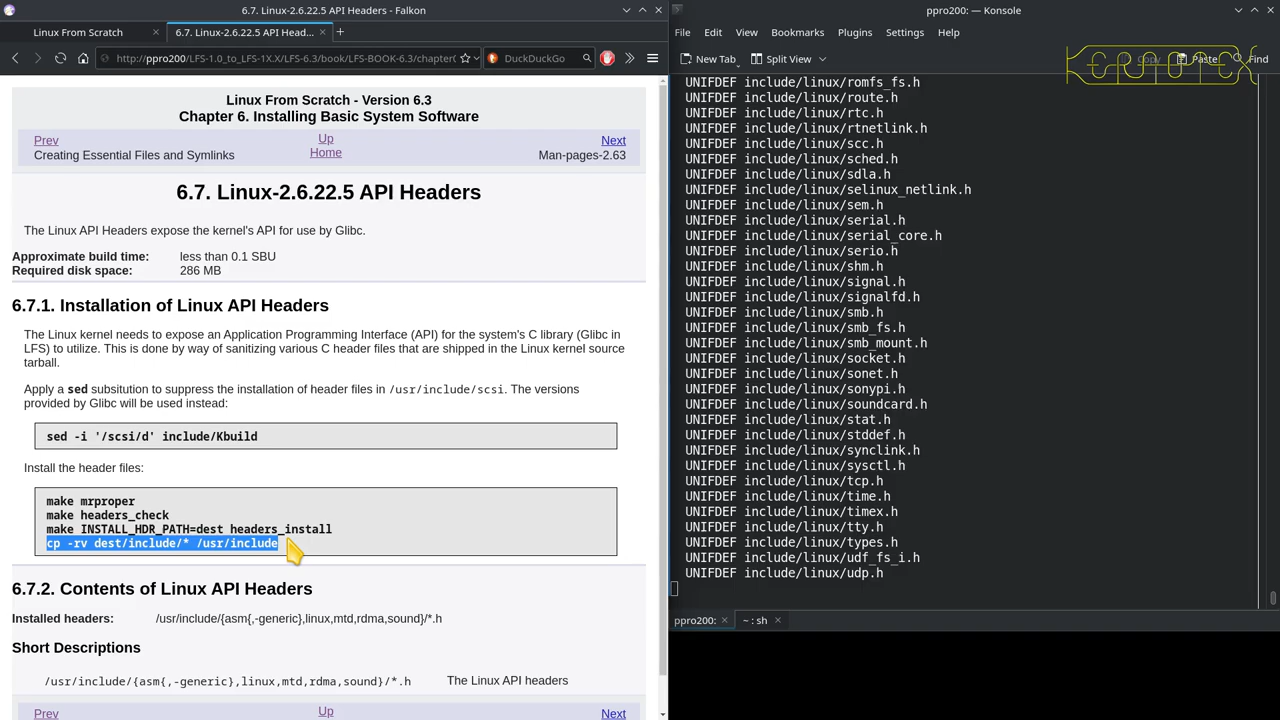 6.7. Linux-2.6.22.5 API Headers - Falkon
Linux From Scratch
6.7. Linux-2.6.22.5 API Head...
http://ppro200/LFS-1.0_to_LFS-1X.X/LFS-6.3/book/LFS-BOOK-6.3/chapter(
DuckDuckGo
Linux From Scratch - Version 6.3
Chapter 6. Installing Basic System Software
Prev
Up
Next
Creating Essential Files and Symlinks
Home
Man-pages-2.63
6.7. Linux-2.6.22.5 API Headers
The Linux API Headers expose the kernel's API for use by Glibc.
Approximate build time: less than 0.1 SBU
Required disk space: 286 MB
6.7.1. Installation of Linux API Headers
The Linux kernel needs to expose an Application Programming Interface (API) for the system's C library (Glibc in
LFS) to utilize. This is done by way of sanitizing various C header files that are shipped in the Linux kernel source
tarball.
Apply a sed subsitution to suppress the installation of header files in /usr/include/scsi. The versions
provided by Glibc will be used instead:
sed -i '/scsi/d' include/Kbuild
Install the header files:
make mrproper
make headers_check
make INSTALL_HDR_PATH=dest headers_install
cp -rv dest/include/* /usr/include
6.7.2. Contents of Linux API Headers
Installed headers: /usr/include/{asm{,-generic},linux,mtd,rdma,sound}/*.h
Short Descriptions
/usr/include/{asm{,-generic},linux,mtd,rdma,sound}/*.h The Linux API headers
Prev
Up
Next
ppro200: — Konsole
File Edit View Bookmarks Plugins Settings Help
New Tab Split View Copy Paste Find
UNIFDEF include/linux/romfs_fs.h
UNIFDEF include/linux/route.h
UNIFDEF include/linux/rtc.h
UNIFDEF include/linux/rtnetlink.h
UNIFDEF include/linux/scc.h
UNIFDEF include/linux/sched.h
UNIFDEF include/linux/sdla.h
UNIFDEF include/linux/selinux_netlink.h
UNIFDEF include/linux/sem.h
UNIFDEF include/linux/serial.h
UNIFDEF include/linux/serial_core.h
UNIFDEF include/linux/serio.h
UNIFDEF include/linux/shm.h
UNIFDEF include/linux/signal.h
UNIFDEF include/linux/signalfd.h
UNIFDEF include/linux/smb.h
UNIFDEF include/linux/smb_fs.h
UNIFDEF include/linux/smb_mount.h
UNIFDEF include/linux/socket.h
UNIFDEF include/linux/sonet.h
UNIFDEF include/linux/sonypi.h
UNIFDEF include/linux/soundcard.h
UNIFDEF include/linux/stat.h
UNIFDEF include/linux/stddef.h
UNIFDEF include/linux/synclink.h
UNIFDEF include/linux/sysctl.h
UNIFDEF include/linux/tcp.h
UNIFDEF include/linux/time.h
UNIFDEF include/linux/timex.h
UNIFDEF include/linux/tty.h
UNIFDEF include/linux/types.h
UNIFDEF include/linux/udf_fs_i.h
UNIFDEF include/linux/udp.h
ppro200:
~ : sh